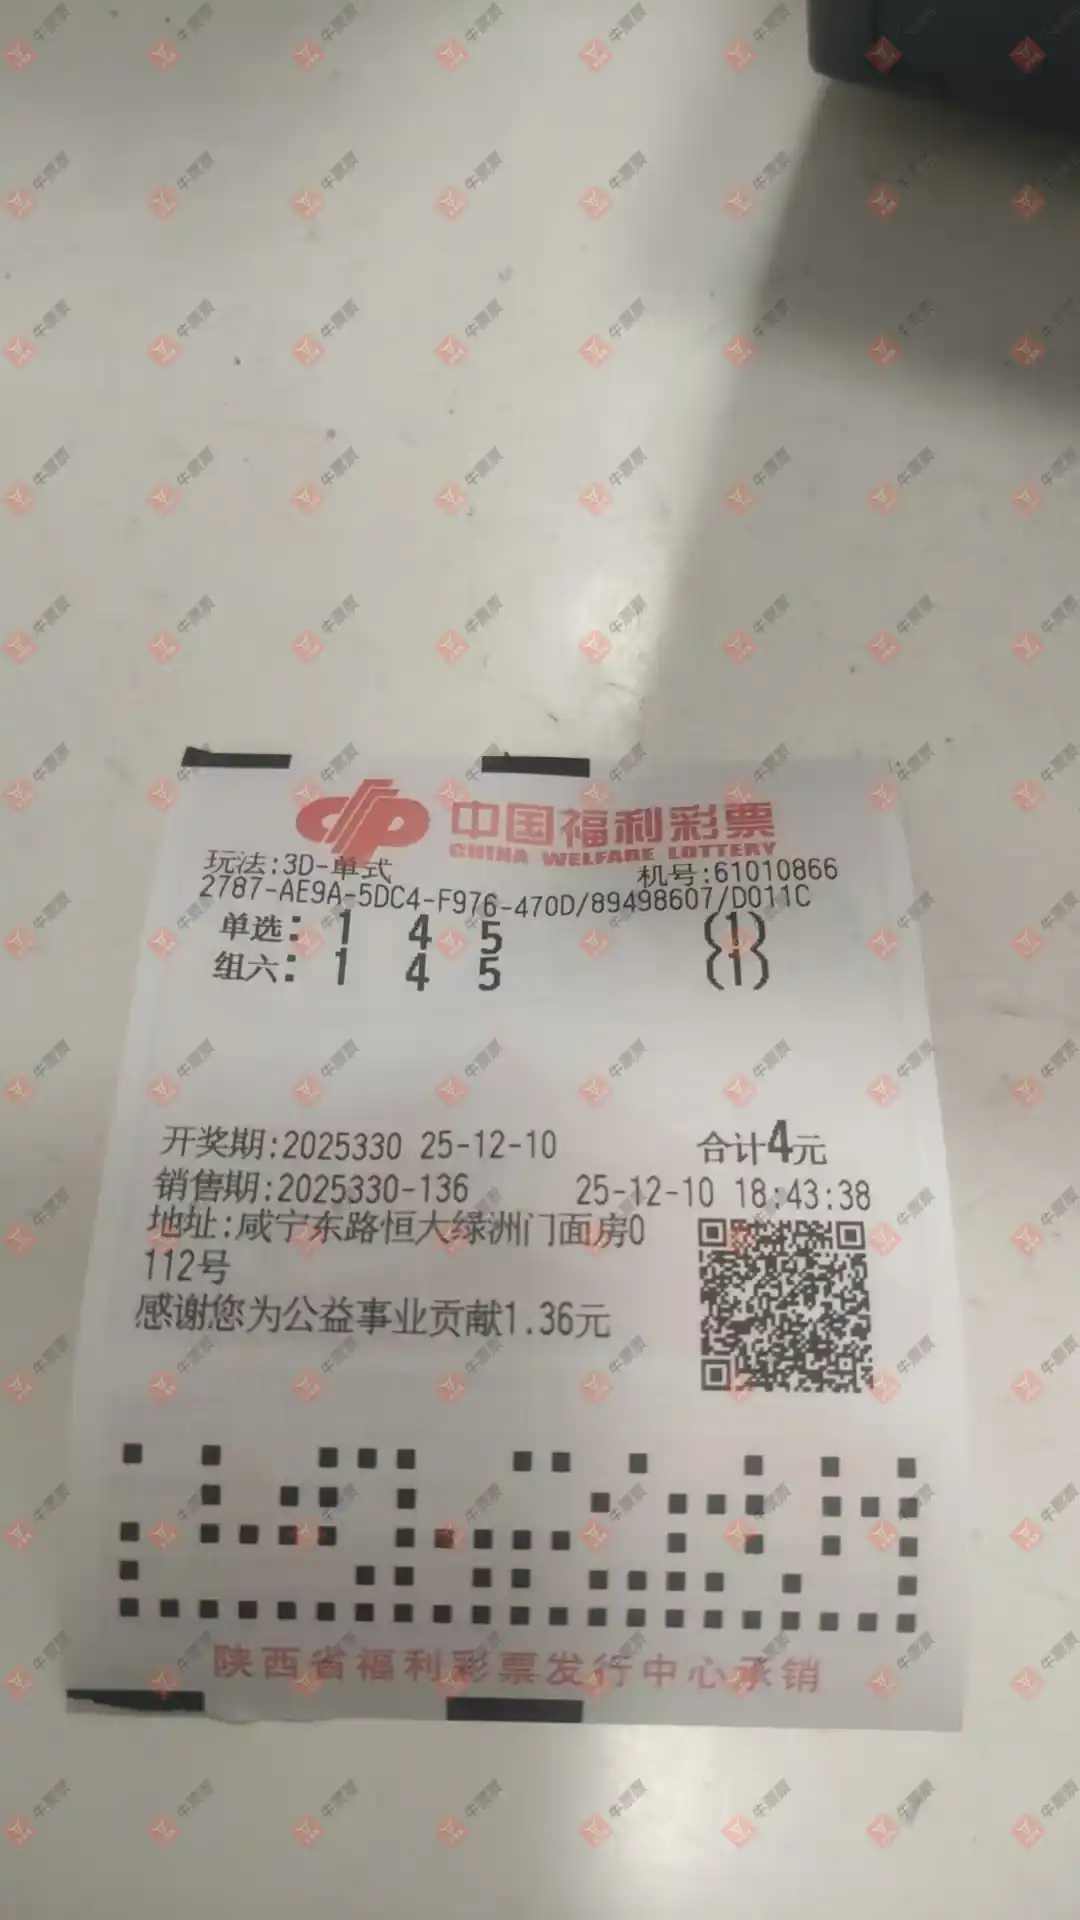 中国福利彩票
CHINA WELFARE LOTTERY
玩法:3D-单式 机号:61010866
2787-AE9A-5DC4-F976-470D/89498607/D011C
单选: 1 4 5 (1)
组六: 1 4 5 (1)
开奖期:2025330 25-12-10 合计4元
销售期:2025330-136 25-12-10 18:43:38
地址:咸宁东路恒大绿洲门面房0
112号
感谢您为公益事业贡献1.36元
陕西省福利彩票发行中心承销
牛票票